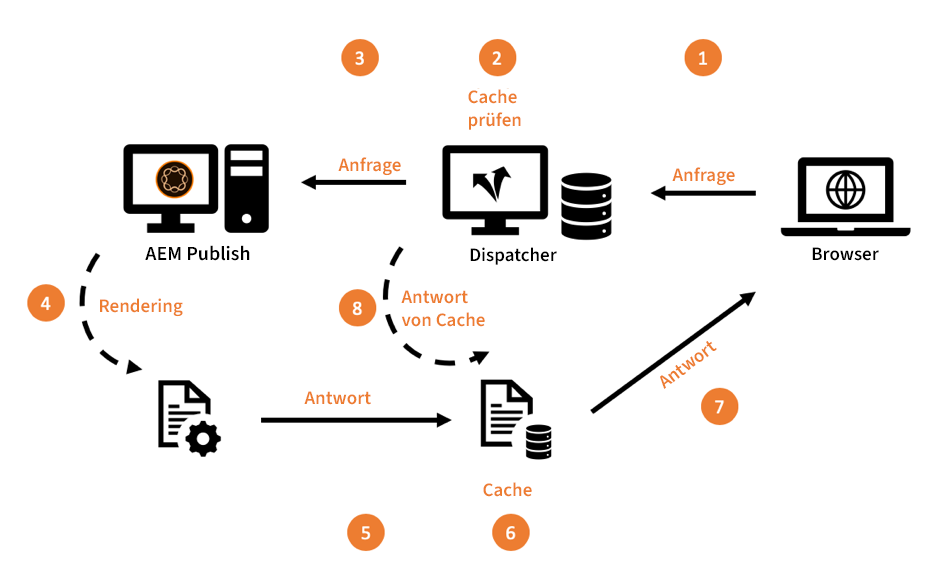 3
2
1
Cache
prüfen
Anfrage
Anfrage
AEM Publish
Dispatcher
Browser
4
Rendering
8
Antwort
von Cache
Antwort
7
Antwort
Cache
5
6